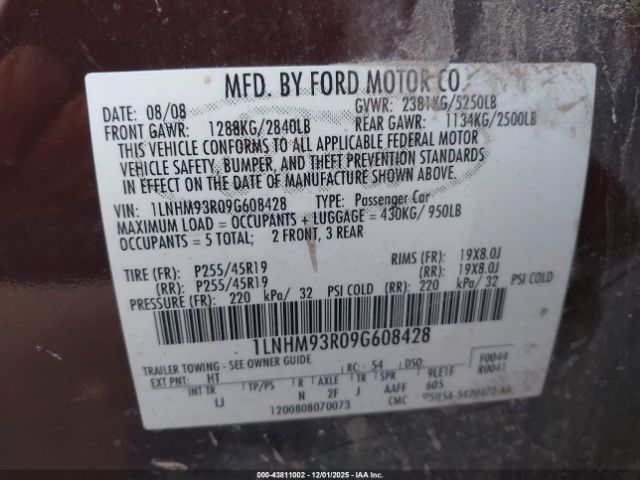 MFD. BY FORD MOTOR CO.
DATE: 08/08 GVWR: 2381KG/5250LB
FRONT GAWR: 1288KG/2840LB REAR GAWR: 1134KG/2500LB
THIS VEHICLE CONFORMS TO ALL APPLICABLE FEDERAL MOTOR
VEHICLE SAFETY, BUMPER, AND THEFT PREVENTION STANDARDS
IN EFFECT ON THE DATE OF MANUFACTURE SHOWN ABOVE.
VIN: 1LNHM93R09G608428 TYPE: Passenger Car
MAXIMUM LOAD = OCCUPANTS + LUGGAGE = 430KG/ 950LB
OCCUPANTS = 5 TOTAL; 2 FRONT, 3 REAR
TIRE (FR): P255/45R19 RIMS (FR): 19X8.0J
(RR): P255/45R19 (RR): 19X8.0J
PRESSURE (FR): 220 kPa/ 32 PSI COLD (RR): 220 kPa/ 32 PSI COLD
1LNHM93R09G608428
TRAILER TOWING - SEE OWNER GUIDE
EXT PNT: HT RC: 54 DSO: F0044
INT TR TP/PS R AXLE TR SPR 9LE1F R0041
LJ N 2F J AAFF 605
1200808070073 CMC
000-43811002 - 12/01/2025 - IAAI.COM